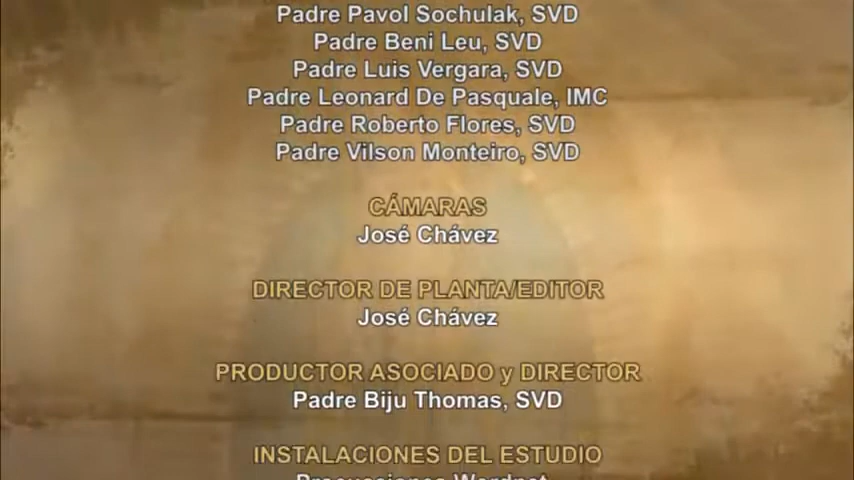 Padre Pavol Sochulak, SVD
Padre Beni Leu, SVD
Padre Luis Vergara, SVD
Padre Leonard De Pasquale, IMC
Padre Roberto Flores, SVD
Padre Vilson Monteiro, SVD
CÁMARAS
José Chávez
DIRECTOR DE PLANTA/EDITOR
José Chávez
PRODUCTOR ASOCIADO y DIRECTOR
Padre Biju Thomas, SVD
INSTALACIONES DEL ESTUDIO